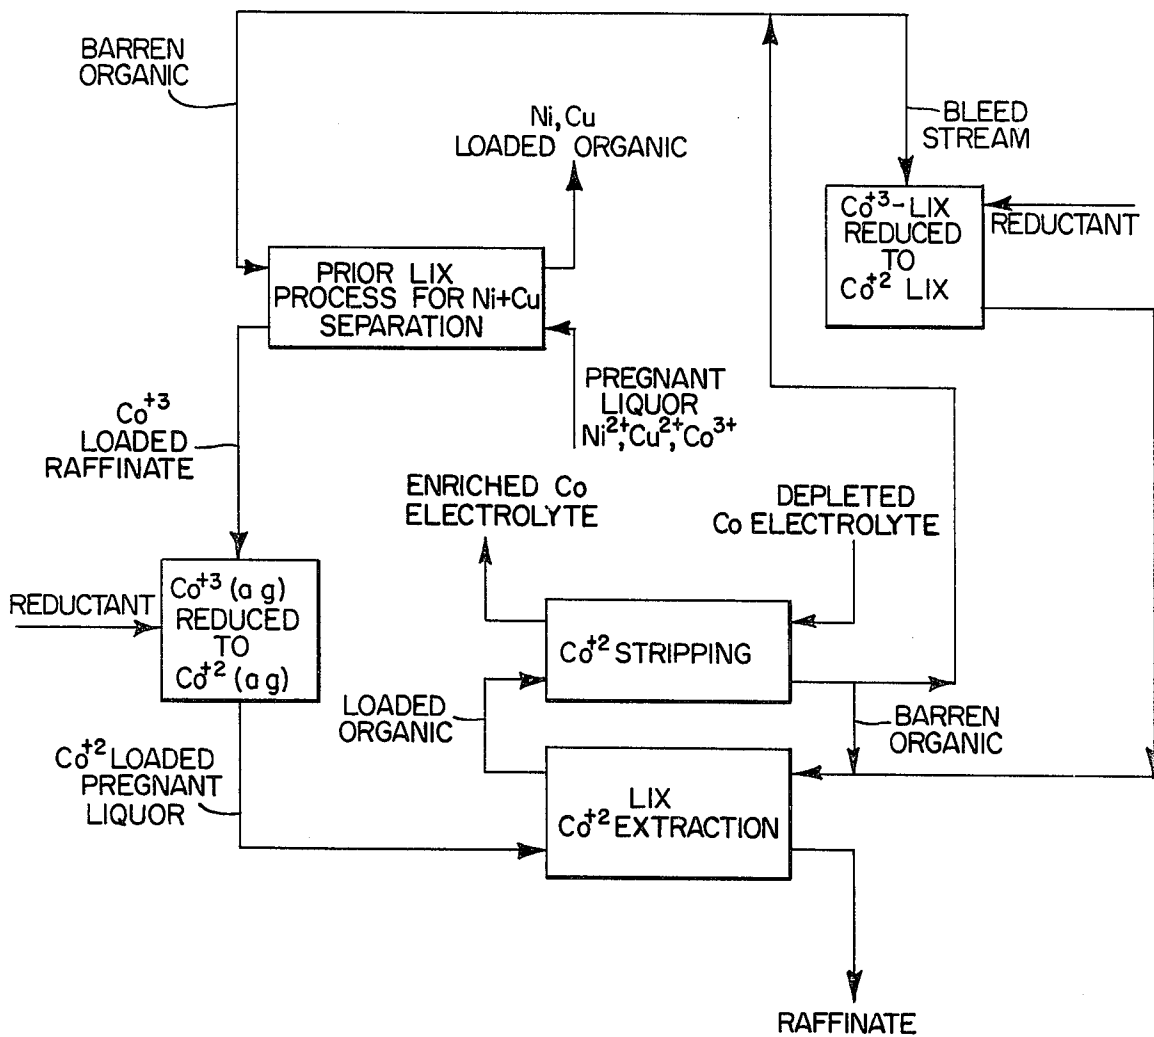 BARREN
ORGANIC
Ni, Cu
LOADED ORGANIC
BLEED
STREAM
Co+3-LIX
REDUCED
TO
Co+2 LIX
REDUCTANT
PRIOR LIX
PROCESS FOR Ni+Cu
SEPARATION
PREGNANT
LIQUOR
Ni2+,Cu2+,Co3+
Co+3
LOADED
RAFFINATE
ENRICHED Co
ELECTROLYTE
DEPLETED
Co ELECTROLYTE
REDUCTANT
Co+3 (a g)
REDUCED
TO
Co+2 (a g)
Co+2 STRIPPING
LOADED
ORGANIC
BARREN
ORGANIC
Co+2 LOADED
PREGNANT
LIQUOR
LIX
Co+2 EXTRACTION
RAFFINATE